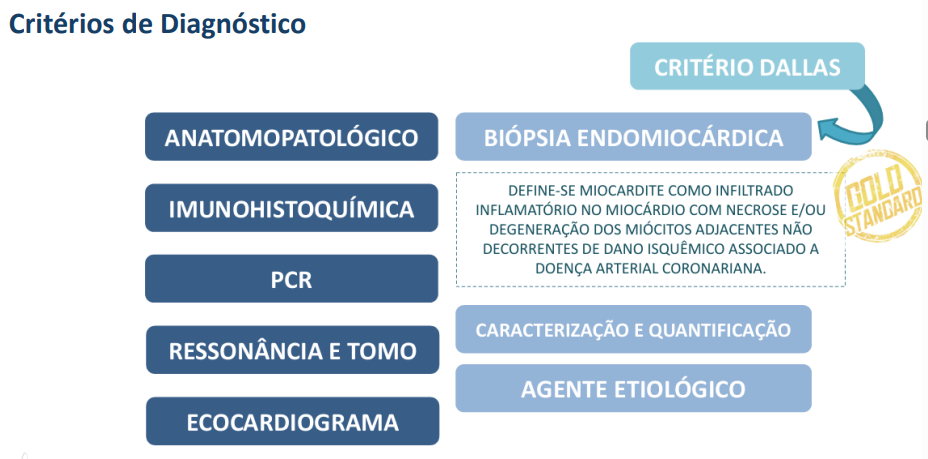 Critérios de Diagnóstico
CRITÉRIO DALLAS
ANATOMOPATOLÓGICO
BIÓPSIA ENDOMIOCÁRDICA
GOLD
STANDARD
IMUNOHISTOQUÍMICA
DEFINE-SE MIOCARDITE COMO INFILTRADO
INFLAMATÓRIO NO MIOCÁRDIO COM NECROSE E/OU
DEGENERAÇÃO DOS MIÓCITOS ADJACENTES NÃO
DECORRENTES DE DANO ISQUÊMICO ASSOCIADO A
DOENÇA ARTERIAL CORONARIANA.
PCR
CARACTERIZAÇÃO E QUANTIFICAÇÃO
RESSONÂNCIA E TOMO
AGENTE ETIOLÓGICO
ECOCARDIOGRAMA